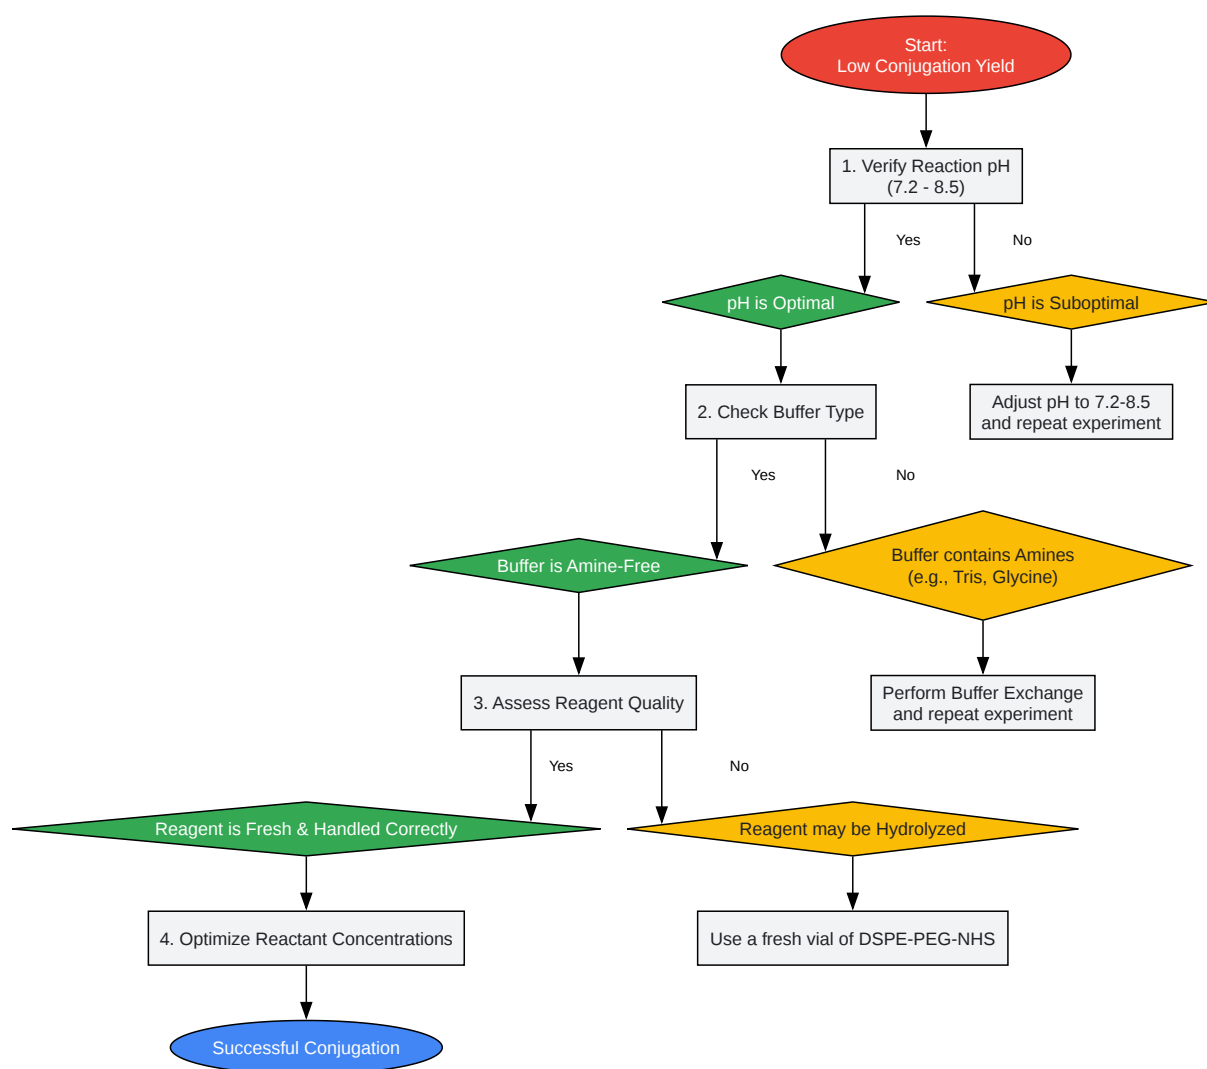 Start:
Low Conjugation Yield
1. Verify Reaction pH
(7.2 - 8.5)
Yes
No
pH is Optimal
pH is Suboptimal
2. Check Buffer Type
Adjust pH to 7.2-8.5
and repeat experiment
Yes
No
Buffer is Amine-Free
Buffer contains Amines
(e.g., Tris, Glycine)
3. Assess Reagent Quality
Perform Buffer Exchange
and repeat experiment
Yes
No
Reagent is Fresh & Handled Correctly
Reagent may be Hydrolyzed
4. Optimize Reactant Concentrations
Use a fresh vial of DSPE-PEG-NHS
Successful Conjugation